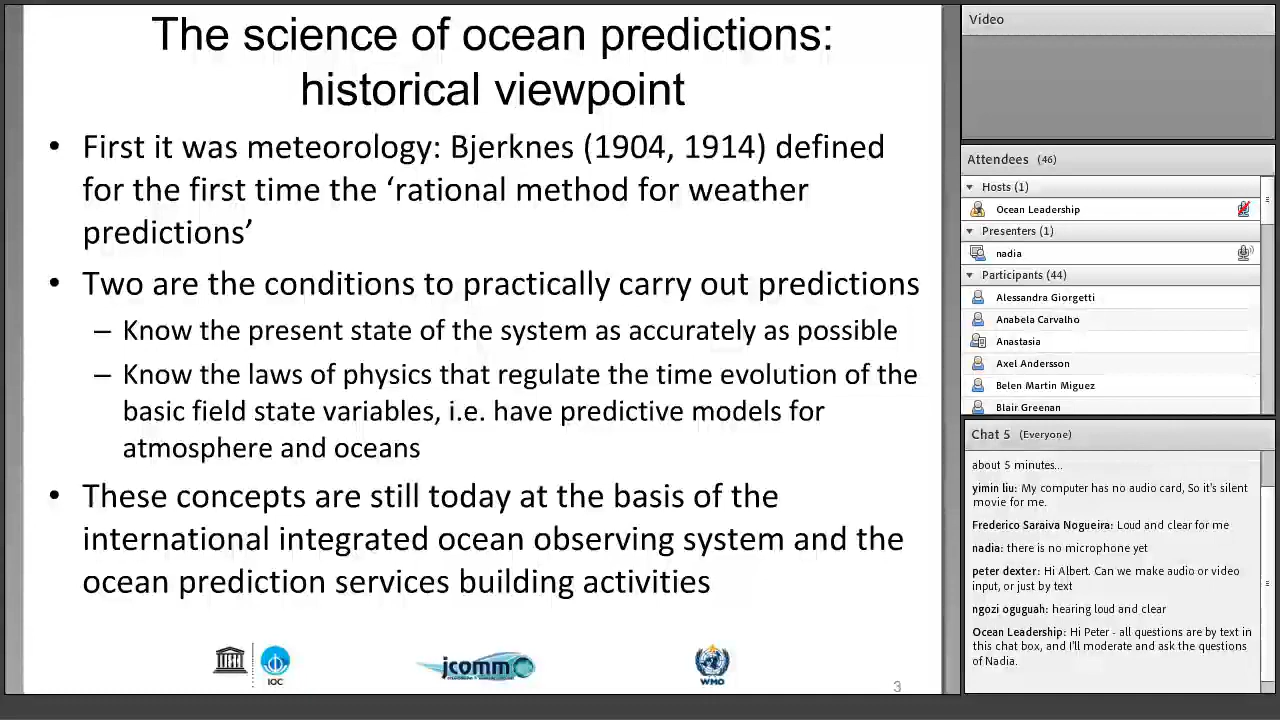 The science of ocean predictions:
historical viewpoint
• First it was meteorology: Bjerknes (1904, 1914) defined
for the first time the ‘rational method for weather
predictions’
• Two are the conditions to practically carry out predictions
– Know the present state of the system as accurately as possible
– Know the laws of physics that regulate the time evolution of the
basic field state variables, i.e. have predictive models for
atmosphere and oceans
• These concepts are still today at the basis of the
international integrated ocean observing system and the
ocean prediction services building activities
IOC
jcomm
WMO
3
Video
Attendees (46)
Hosts (1)
Ocean Leadership
Presenters (1)
nadia
Participants (44)
Alessandra Giorgetti
Anabela Carvalho
Anastasia
Axel Andersson
Belen Martin Miguez
Blair Greenan
Chat 5 (Everyone)
about 5 minutes...
yimin liu: My computer has no audio card, So it's silent
movie for me.
Frederico Saraiva Nogueira: Loud and clear for me
nadia: there is no microphone yet
peter dexter: Hi Albert. Can we make audio or video
input, or just by text
ngozi oguguah: hearing loud and clear
Ocean Leadership: Hi Peter - all questions are by text in
this chat box, and I'll moderate and ask the questions
of Nadia.